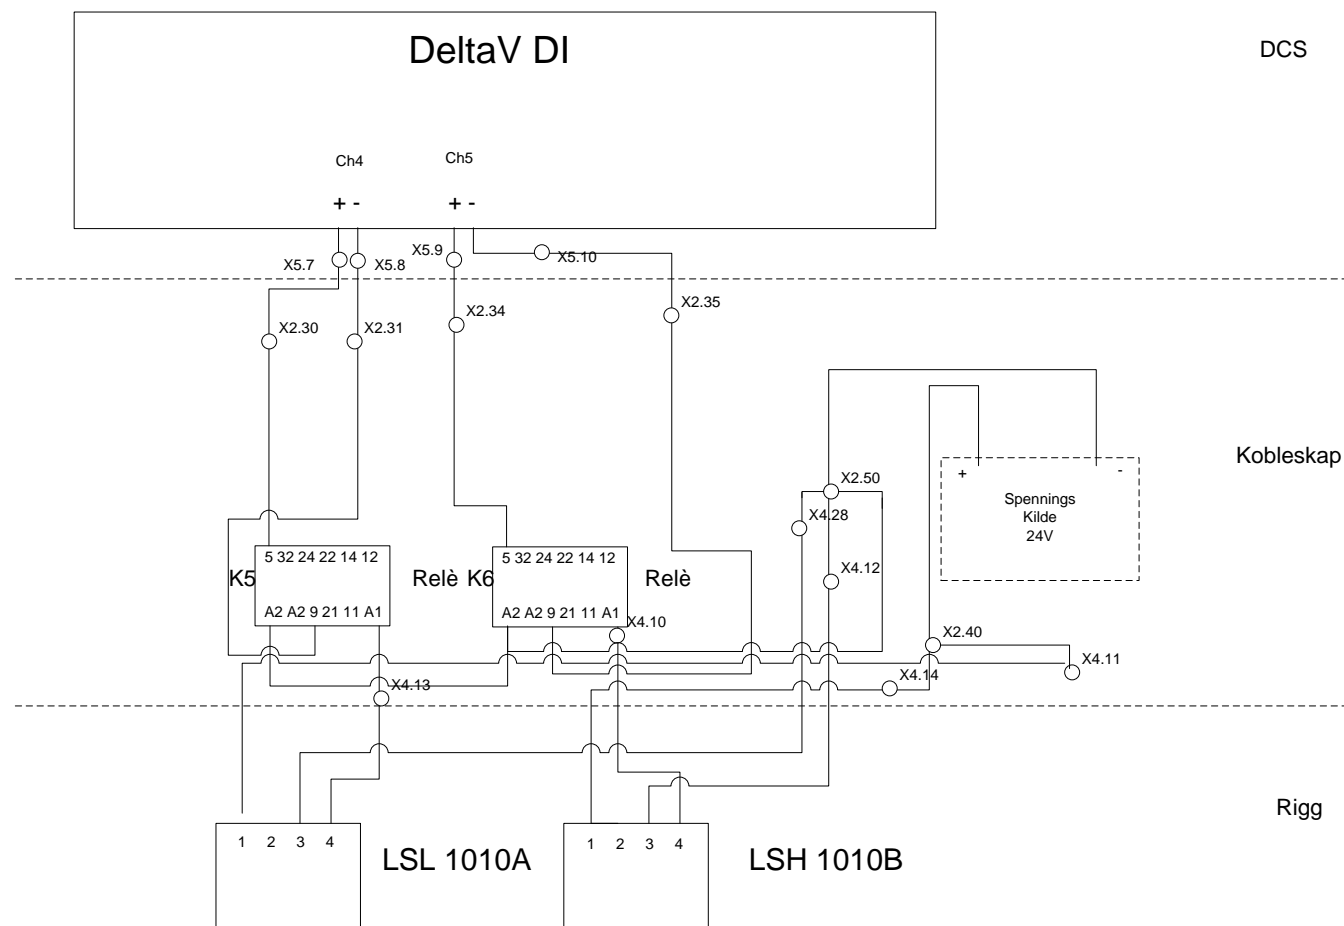 DeltaV DI
DCS
Ch4
Ch5
+ -
+ -
X5.7
X5.8
X5.9
X5.10
X2.30
X2.31
X2.34
X2.35
Kobleskap
+
-
Spennings
Kilde
24V
X2.50
X4.28
X4.12
5 32 24 22 14 12
K5
A2 A2 9 21 11 A1
Relè
K6
5 32 24 22 14 12
A2 A2 9 21 11 A1
Relè
X4.10
X2.40
X4.11
X4.14
X4.13
Rigg
1 2 3 4
LSL 1010A
1 2 3 4
LSH 1010B